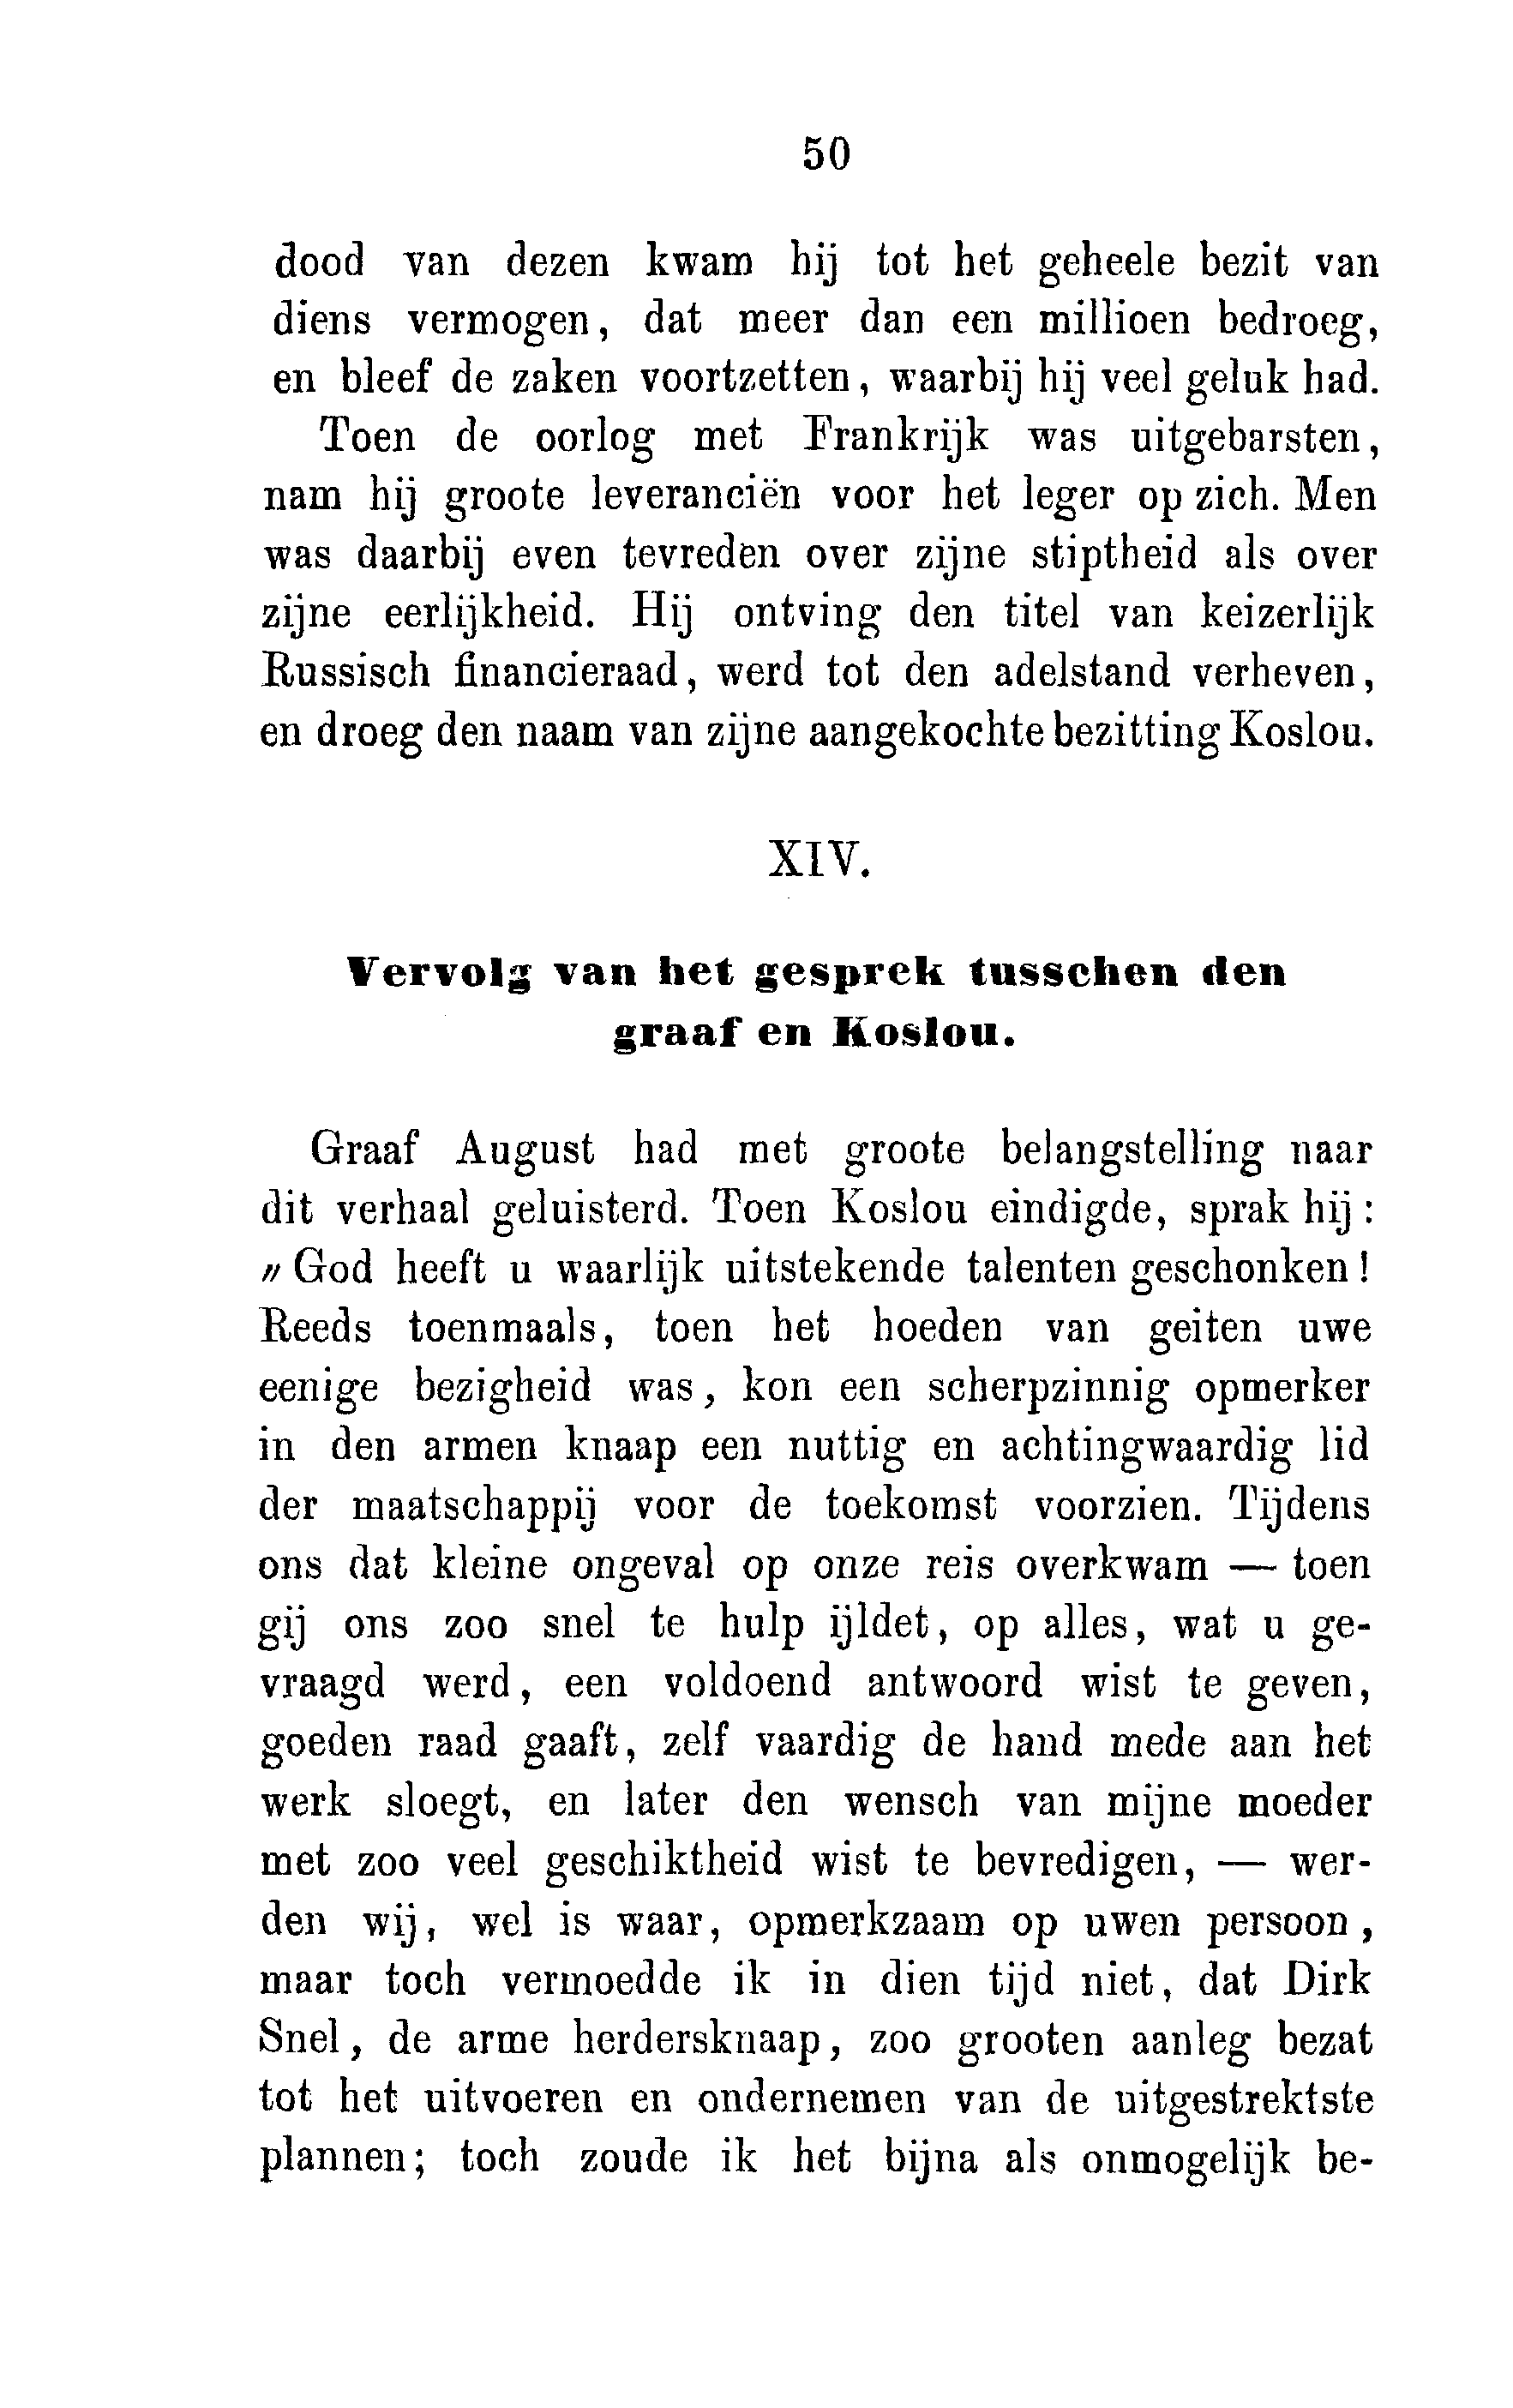 50
dood van dezen kwam hij tot het geheele bezit van
diens vermogen, dat meer dan een millioen bedroeg,
en bleef de zaken voortzetten, waarbij hij veel geluk had.
Toen de oorlog met Frankrijk was uitgebarsten,
nam hij groote leveranciën voor het leger op zich. Men
was daarbij even tevreden over zijne stiptheid als over
zijne eerlijkheid. Hij ontving den titel van keizerlijk
Russisch financieraad, werd tot den adelstand verheven,
en droeg den naam van zijne aangekochte bezitting Koslou.
XIV.
Vervolg van het gesprek tusschen den
graaf en Koslou.
Graaf August had met groote belangstelling naar
dit verhaal geluisterd. Toen Koslou eindigde, sprak hij:
„God heeft u waarlijk uitstekende talenten geschonken!
Reeds toenmaals, toen het hoeden van geiten uwe
eenige bezigheid was, kon een scherpzinnig opmerker
in den armen knaap een nuttig en achtingwaardig lid
der maatschappij voor de toekomst voorzien. Tijdens
ons dat kleine ongeval op onze reis overkwam — toen
gij ons zoo snel te hulp ijldet, op alles, wat u ge-
vraagd werd, een voldoend antwoord wist te geven,
goeden raad gaaft, zelf vaardig de hand mede aan het
werk sloegt, en later den wensch van mijne moeder
met zoo veel geschiktheid wist te bevredigen, — wer-
den wij, wel is waar, opmerkzaam op uwen persoon,
maar toch vermoedde ik in dien tijd niet, dat Dirk
Snel, de arme herdersknaap, zoo grooten aanleg bezat
tot het uitvoeren en ondernemen van de uitgestrektste
plannen; toch zoude ik het bijna als onmogelijk be-